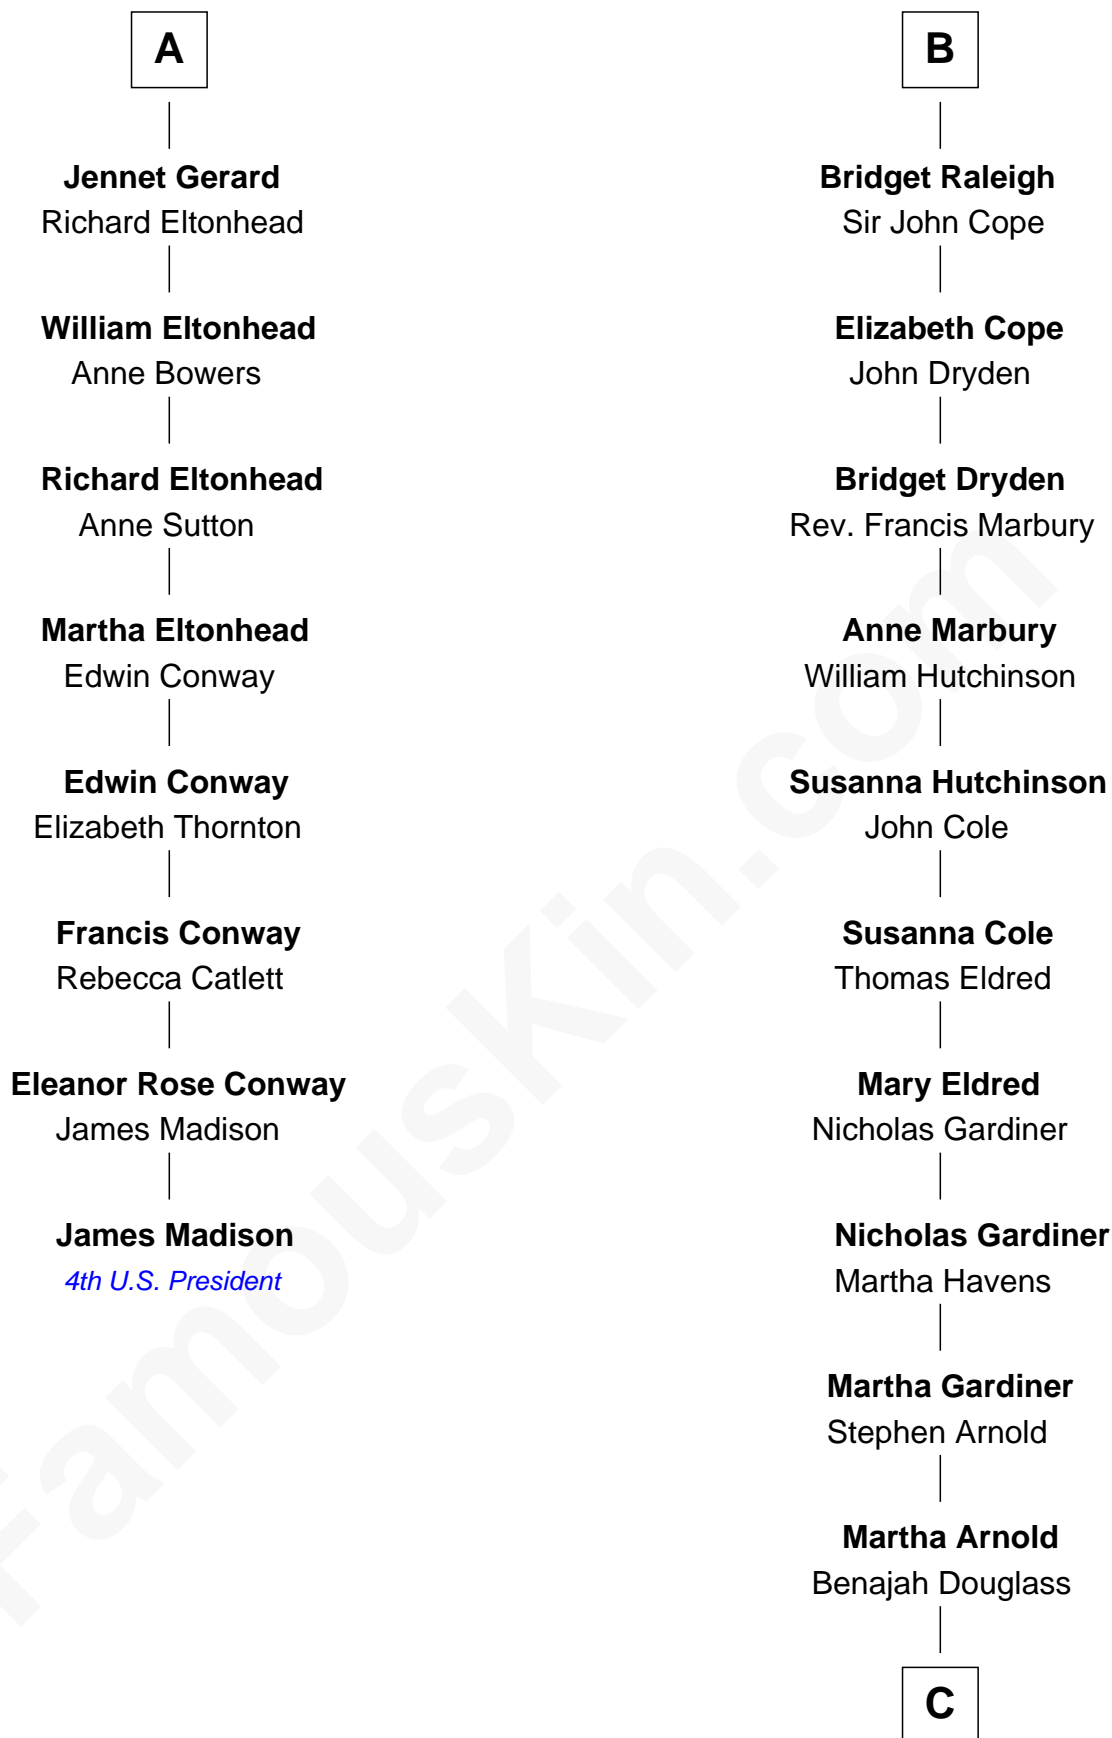 A
Jennet Gerard
Richard Eltonhead
William Eltonhead
Anne Bowers
Richard Eltonhead
Anne Sutton
Martha Eltonhead
Edwin Conway
Edwin Conway
Elizabeth Thornton
Francis Conway
Rebecca Catlett
Eleanor Rose Conway
James Madison
James Madison
4th U.S. President
B
Bridget Raleigh
Sir John Cope
Elizabeth Cope
John Dryden
Bridget Dryden
Rev. Francis Marbury
Anne Marbury
William Hutchinson
Susanna Hutchinson
John Cole
Susanna Cole
Thomas Eldred
Mary Eldred
Nicholas Gardiner
Nicholas Gardiner
Martha Havens
Martha Gardiner
Stephen Arnold
Martha Arnold
Benajah Douglass
C
FamousKin.com